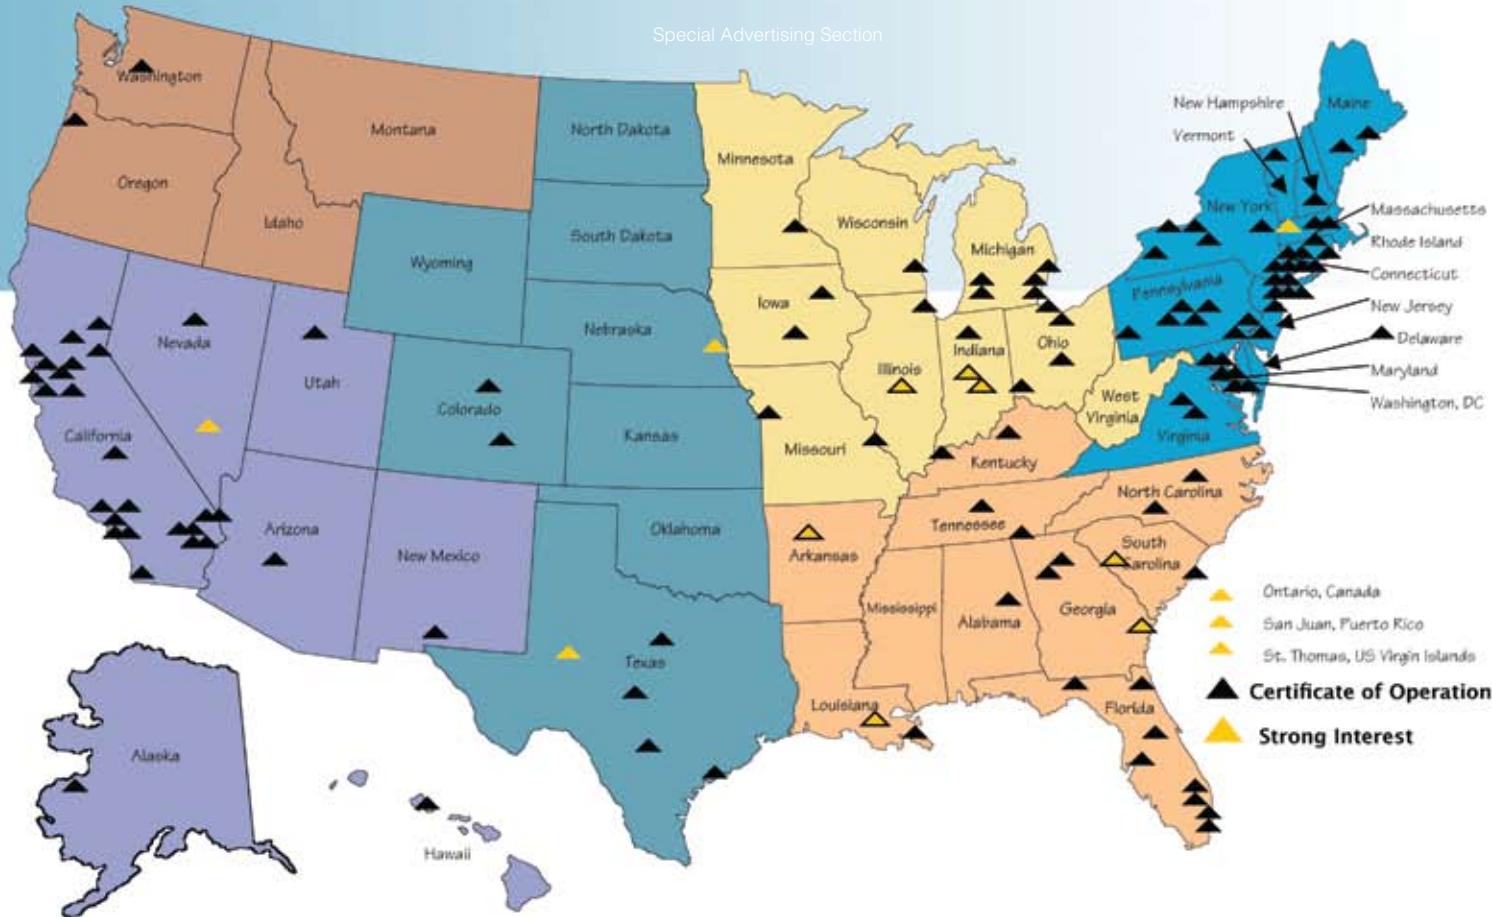 Special Advertising Section
Washington
Montana
North Dakota
Minnesota
New Hampshire
Maine
Vermont
Oregon
Idaho
South Dakota
Wisconsin
Michigan
New York
Massachusetts
Rhode Island
Wyoming
Connecticut
Pennsylvania
Iowa
New Jersey
Nebraska
Nevada
Ohio
Indiana
Delaware
Illinois
Utah
Maryland
Colorado
West
Virginia
Washington, DC
California
Kansas
Missouri
Virginia
Kentucky
North Carolina
Arizona
New Mexico
Oklahoma
Arkansas
Tennessee
South
Carolina
Mississippi
Alabama
Georgia
Ontario, Canada
San Juan, Puerto Rico
St. Thomas, US Virgin Islands
Texas
Louisiana
Florida
Certificate of Operation
Strong Interest
Alaska
Hawaii